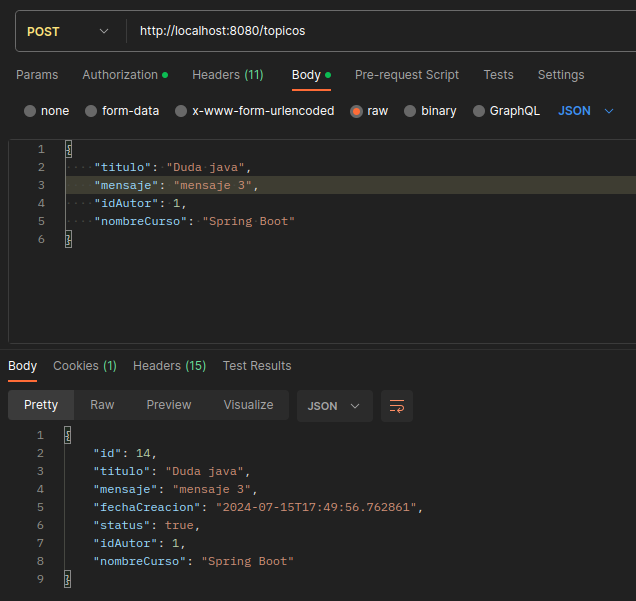 POST http://localhost:8080/topicos
Params Authorization Headers (11) Body Pre-request Script Tests Settings
none form-data x-www-form-urlencoded raw binary GraphQL JSON
1 {
2 "titulo": "Duda java",
3 "mensaje": "mensaje 3",
4 "idAutor": 1,
5 "nombreCurso": "Spring Boot"
6 }
Body Cookies (1) Headers (15) Test Results
Pretty Raw Preview Visualize JSON
1 {
2 "id": 14,
3 "titulo": "Duda java",
4 "mensaje": "mensaje 3",
5 "fechaCreacion": "2024-07-15T17:49:56.762861",
6 "status": true,
7 "idAutor": 1,
8 "nombreCurso": "Spring Boot"
9 }